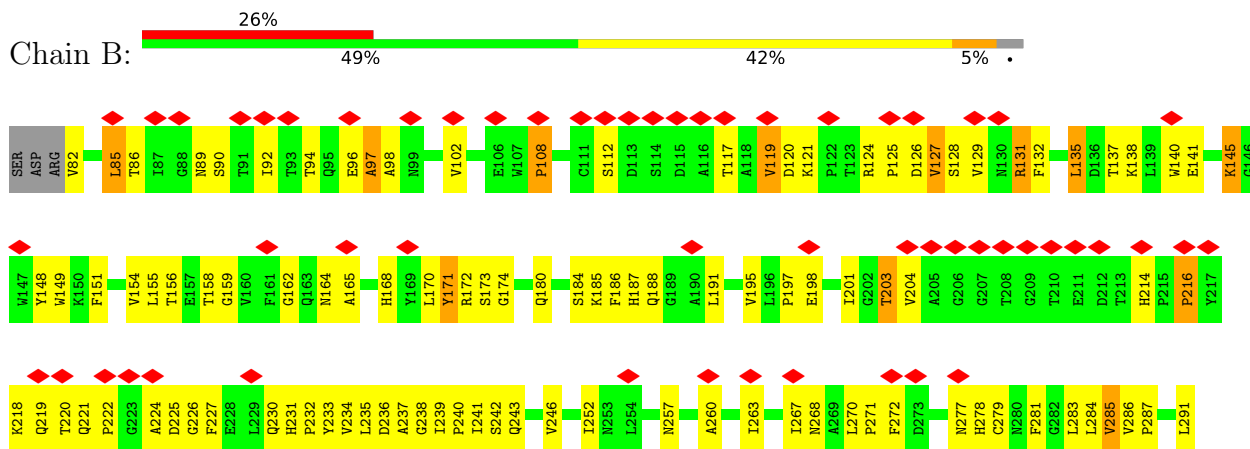 26%
Chain B:
49% 42% 5% •
SER ASP ARG V82 L85 T86 I87 G88 N89 S90 T91 I92 T93 T94 Q95 E96 A97 A98 N99 V102 E106 W107 P108 C111 S112 D113 S114 D115 A116 T117 A118 V119 D120 K121 P122 T123 R124 P125 D126 V127 S128 V129 N130 R131 F132 L135 D136 T137 K138 L139 W140 E141 K145 G146
W147 Y148 W149 K150 F151 V154 L155 T156 E157 T158 G159 V160 F161 G162 Q163 N164 A165 H168 Y169 L170 Y171 R172 S173 G174 Q180 S184 K185 F186 H187 Q188 G189 A190 L191 V195 L196 P197 E198 I201 G202 T203 V204 A205 G206 G207 T208 G209 T210 E211 D212 T213 H214 P215 P216 Y217
K218 Q219 T220 Q221 P222 G223 A224 D225 G226 F227 E228 L229 Q230 H231 P232 Y233 V234 L235 D236 A237 G238 I239 P240 I241 S242 Q243 V246 I252 N253 L254 N257 A260 I263 I267 N268 A269 L270 P271 F272 D273 N277 H278 C279 N280 F281 G282 L283 L284 V285 V286 P287 L291